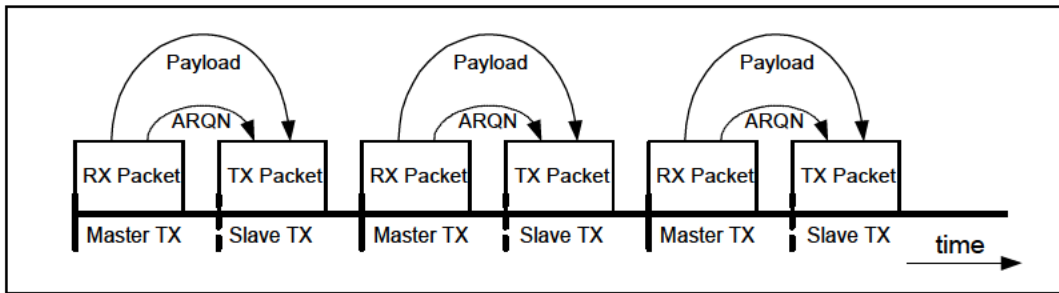 Payload Payload Payload
ARQN ARQN ARQN
RX Packet TX Packet RX Packet TX Packet RX Packet TX Packet
Master TX Slave TX Master TX Slave TX Master TX Slave TX
time